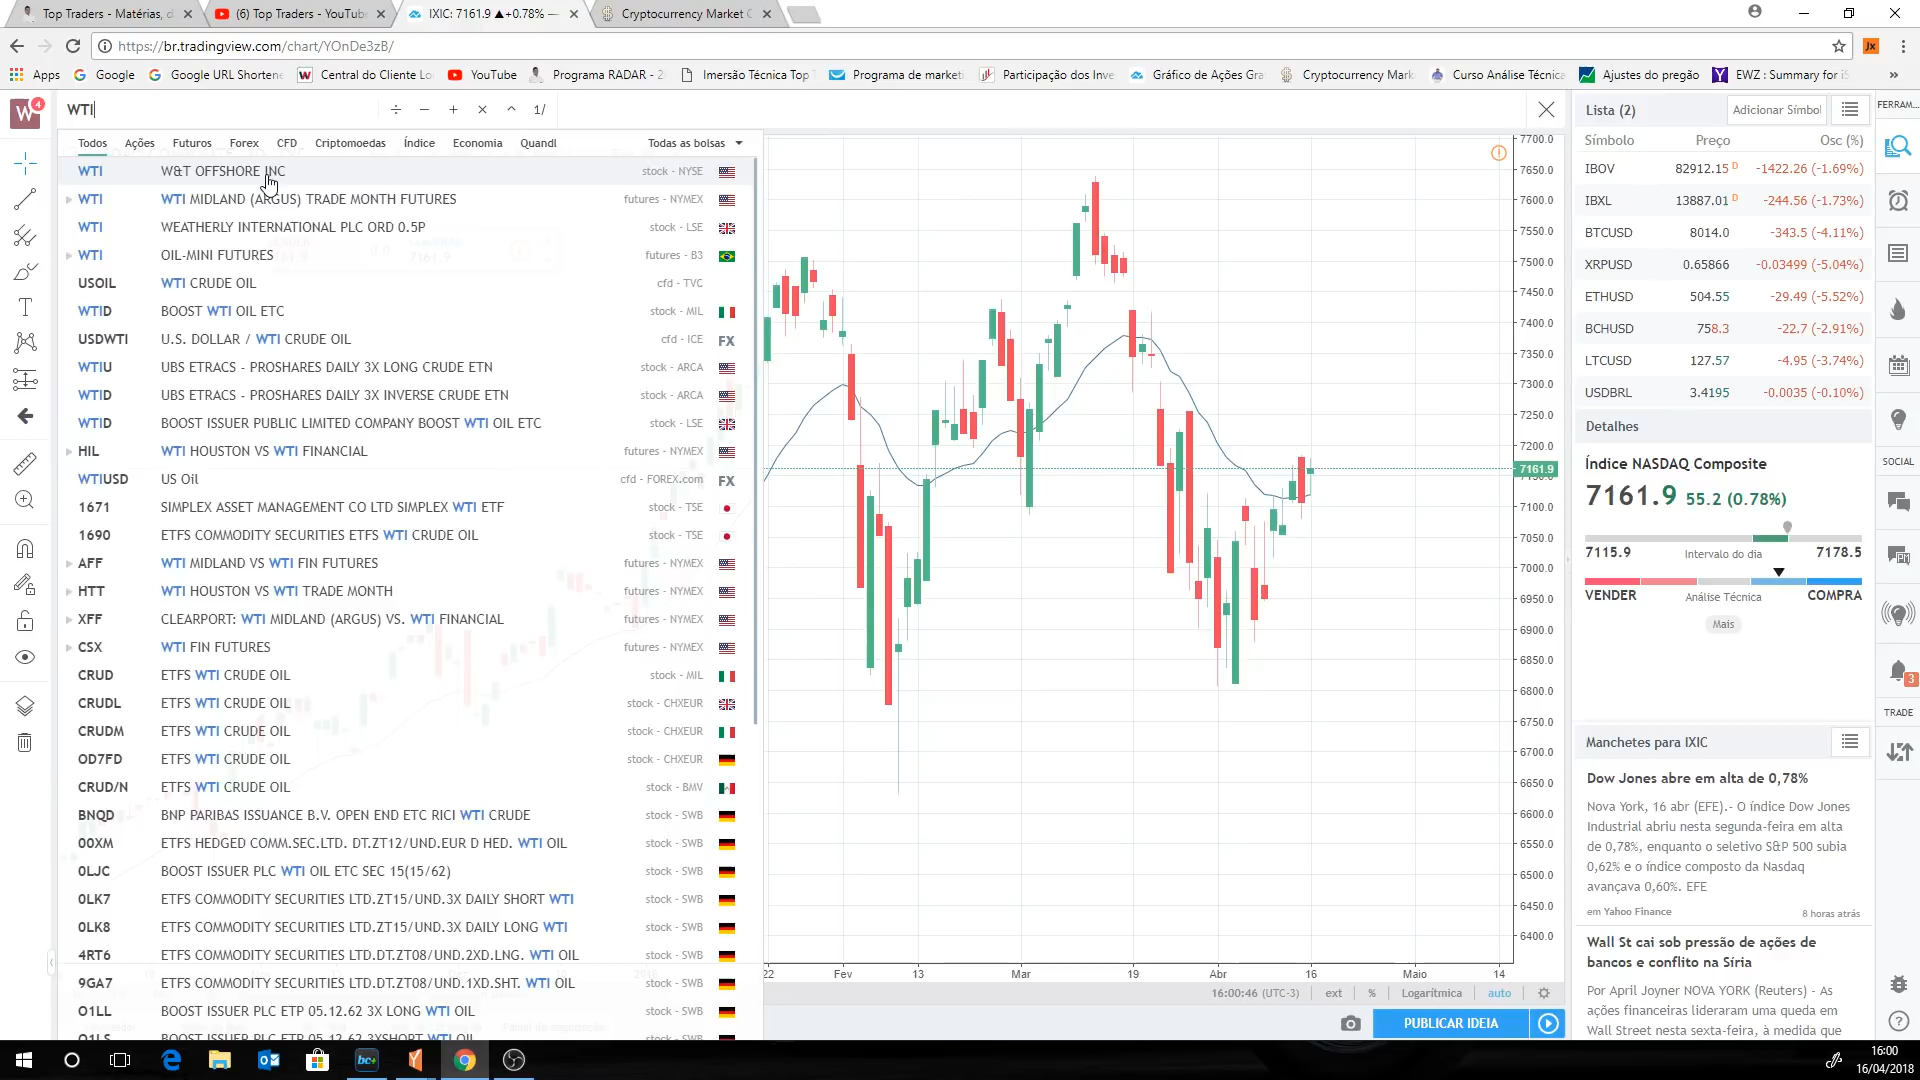 Top Traders - Matérias, d
(6) Top Traders - YouTube
IXIC: 7161.9 ▲+0.78% —
Cryptocurrency Market C
https://br.tradingview.com/chart/YOnDe3zB/
Apps
Google
Google URL Shortene
Central do Cliente Lo
YouTube
Programa RADAR - 2
Imersão Técnica Top T
Programa de market
Participação dos Inve
Gráfico de Ações Gra
Cryptocurrency Mark
Curso Análise Técnica
Ajustes do pregão
EWZ : Summary for iS
W 4
WTI
÷ − + × ^ 1/
Todos Ações Futuros Forex CFD Criptomoedas Índice Economia Quandl Todas as bolsas
WTI W&T OFFSHORE INC stock - NYSE
WTI WTI MIDLAND (ARGUS) TRADE MONTH FUTURES futures - NYMEX
WTI WEATHERLY INTERNATIONAL PLC ORD 0.5P stock - LSE
WTI OIL-MINI FUTURES futures - B3
USOIL WTI CRUDE OIL cfd - TVC
WTID BOOST WTI OIL ETC stock - MIL
USDWTI U.S. DOLLAR / WTI CRUDE OIL cfd - ICE FX
WTIU UBS ETRACS - PROSHARES DAILY 3X LONG CRUDE ETN stock - ARCA
WTID UBS ETRACS - PROSHARES DAILY 3X INVERSE CRUDE ETN stock - ARCA
WTID BOOST ISSUER PUBLIC LIMITED COMPANY BOOST WTI OIL ETC stock - LSE
HIL WTI HOUSTON VS WTI FINANCIAL futures - NYMEX
WTIUSD US Oil cfd - FOREX.com FX
1671 SIMPLEX ASSET MANAGEMENT CO LTD SIMPLEX WTI ETF stock - TSE
1690 ETFS COMMODITY SECURITIES ETFS WTI CRUDE OIL stock - TSE
AFF WTI MIDLAND VS WTI FIN FUTURES futures - NYMEX
HTT WTI HOUSTON VS WTI TRADE MONTH futures - NYMEX
XFF CLEARPORT: WTI MIDLAND (ARGUS) VS. WTI FINANCIAL futures - NYMEX
CSX WTI FIN FUTURES futures - NYMEX
CRUD ETFS WTI CRUDE OIL stock - MIL
CRUDL ETFS WTI CRUDE OIL stock - CHXEUR
CRUDM ETFS WTI CRUDE OIL stock - CHXEUR
OD7FD ETFS WTI CRUDE OIL stock - CHXEUR
CRUD/N ETFS WTI CRUDE OIL stock - BMV
BNQD BNP PARIBAS ISSUANCE B.V. OPEN END ETC RICI WTI CRUDE stock - SWB
00XM ETFS HEDGED COMM.SEC.LTD. DT.ZT12/UND.EUR D HED. WTI OIL stock - SWB
0LJC BOOST ISSUER PLC WTI OIL ETC SEC 15(15/62) stock - SWB
0LK7 ETFS COMMODITY SECURITIES LTD.ZT15/UND.3X DAILY SHORT WTI stock - SWB
0LK8 ETFS COMMODITY SECURITIES LTD.ZT15/UND.3X DAILY LONG WTI stock - SWB
4RT6 ETFS COMMODITY SECURITIES LTD.DT.ZT08/UND.2XD.LNG. WTI OIL stock - SWB
9GA7 ETFS COMMODITY SECURITIES LTD.DT.ZT08/UND.1XD.SHT. WTI OIL stock - SWB
O1LL BOOST ISSUER PLC ETP 05.12.62 3X LONG WTI OIL stock - SWB
O1LS BOOST ISSUER PLC ETP 05.12.62 3XSHORT WTI OIL stock - SWB
7700.0
7650.0
7600.0
7550.0
7500.0
7450.0
7400.0
7350.0
7300.0
7250.0
7200.0
7161.9
7150.0
7100.0
7050.0
7000.0
6950.0
6900.0
6850.0
6800.0
6750.0
6700.0
6650.0
6600.0
6550.0
6500.0
6450.0
6400.0
22 Fev 13 Mar 19 Abr 16 Maio 14
16:00:46 (UTC-3) ext % Logarítmica auto
PUBLICAR IDEIA
Lista (2)
Adicionar Símbol
Símbolo Preço Osc (%)
IBOV 82912.15 D -1422.26 (-1.69%)
IBXL 13887.01 D -244.56 (-1.73%)
BTCUSD 8014.0 -343.5 (-4.11%)
XRPUSD 0.65866 -0.03499 (-5.04%)
ETHUSD 504.55 -29.49 (-5.52%)
BCHUSD 758.3 -22.7 (-2.91%)
LTCUSD 127.57 -4.95 (-3.74%)
USDBRL 3.4195 -0.0035 (-0.10%)
Detalhes
Índice NASDAQ Composite
7161.9 55.2 (0.78%)
7115.9 Intervalo do dia 7178.5
VENDER Análise Técnica COMPRA
Mais
Manchetes para IXIC
Dow Jones abre em alta de 0,78%
Nova York, 16 abr (EFE).- O índice Dow Jones
Industrial abriu nesta segunda-feira em alta
de 0,78%, enquanto o seletivo S&P 500 subia
0,62% e o índice composto da Nasdaq
avançava 0,60%. EFE
em Yahoo Finance 8 horas atrás
Wall St cai sob pressão de ações de
bancos e conflito na Síria
Por April Joyner NOVA YORK (Reuters) - As
ações financeiras lideraram uma queda em
Wall Street nesta sexta-feira, à medida que
FERRAM...
SOCIAL
3
TRADE
bc+
16:00
16/04/2018